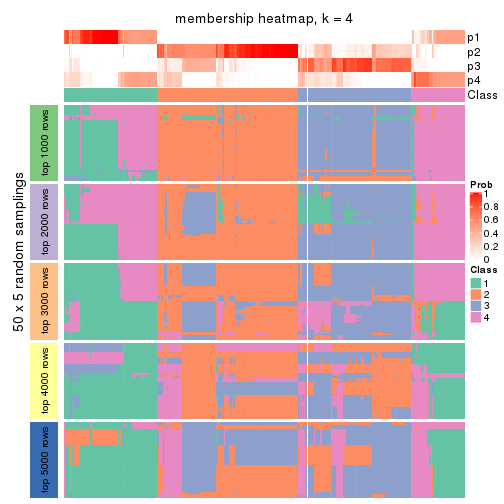 membership heatmap, k = 4
p1
p2
p3
p4
Class
50 x 5 random samplings
top 1000 rows
top 2000 rows
top 3000 rows
top 4000 rows
top 5000 rows
Prob
1
0.8
0.6
0.4
0.2
0
Class
1
2
3
4